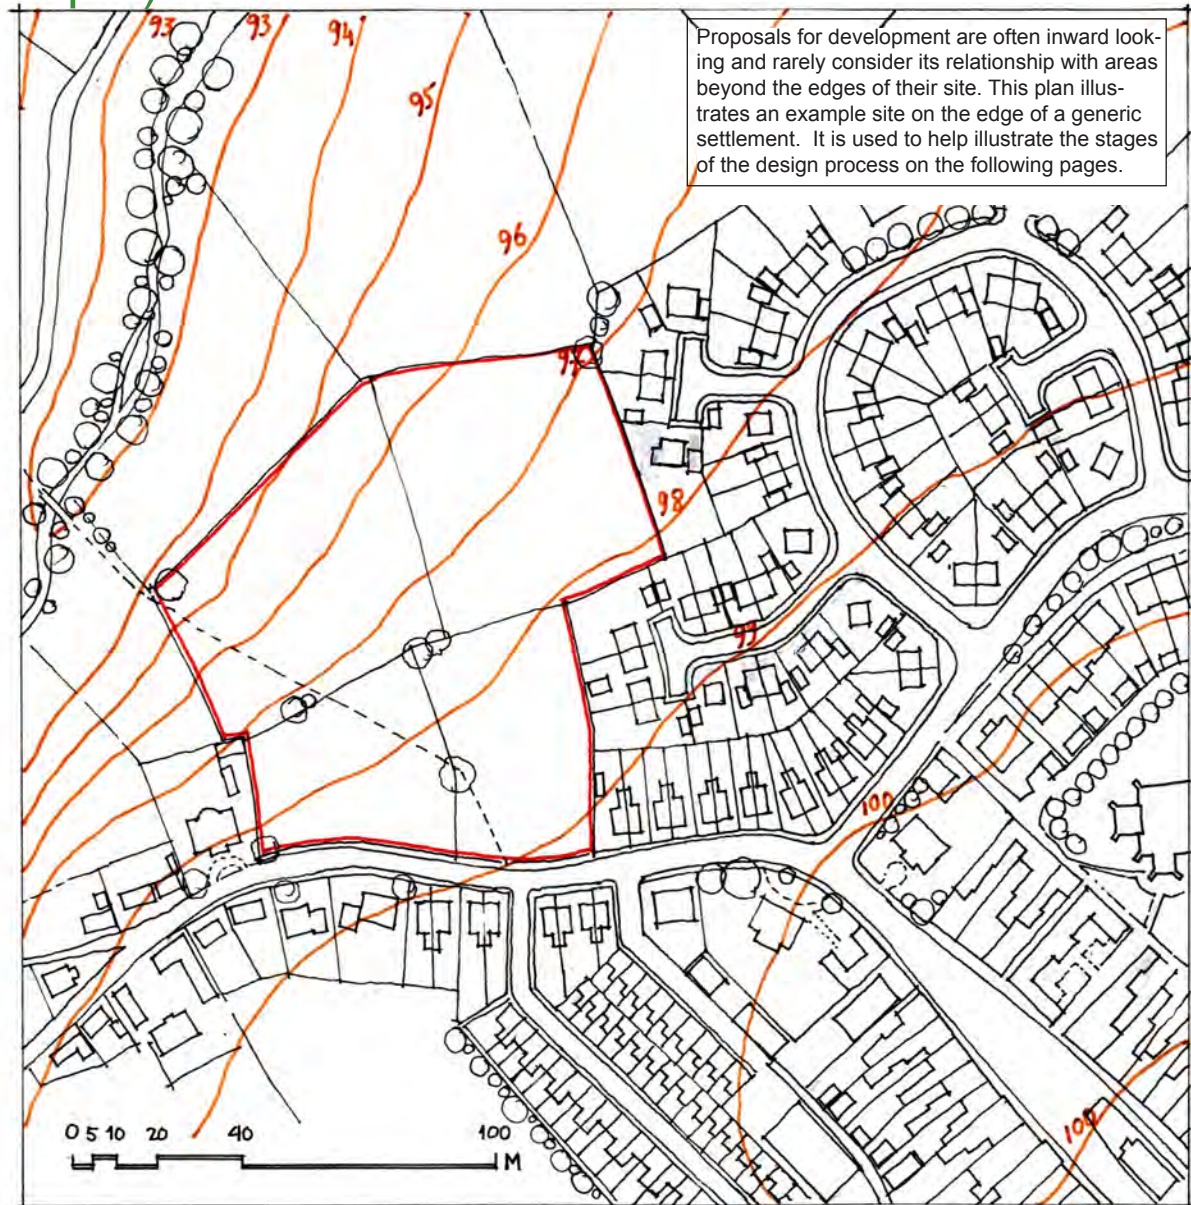 93
93
94
95
96
Proposals for development are often inward look-
ing and rarely consider its relationship with areas
beyond the edges of their site. This plan illus-
trates an example site on the edge of a generic
settlement. It is used to help illustrate the stages
of the design process on the following pages.
98
100
100
0 5 10 20 40 100 M